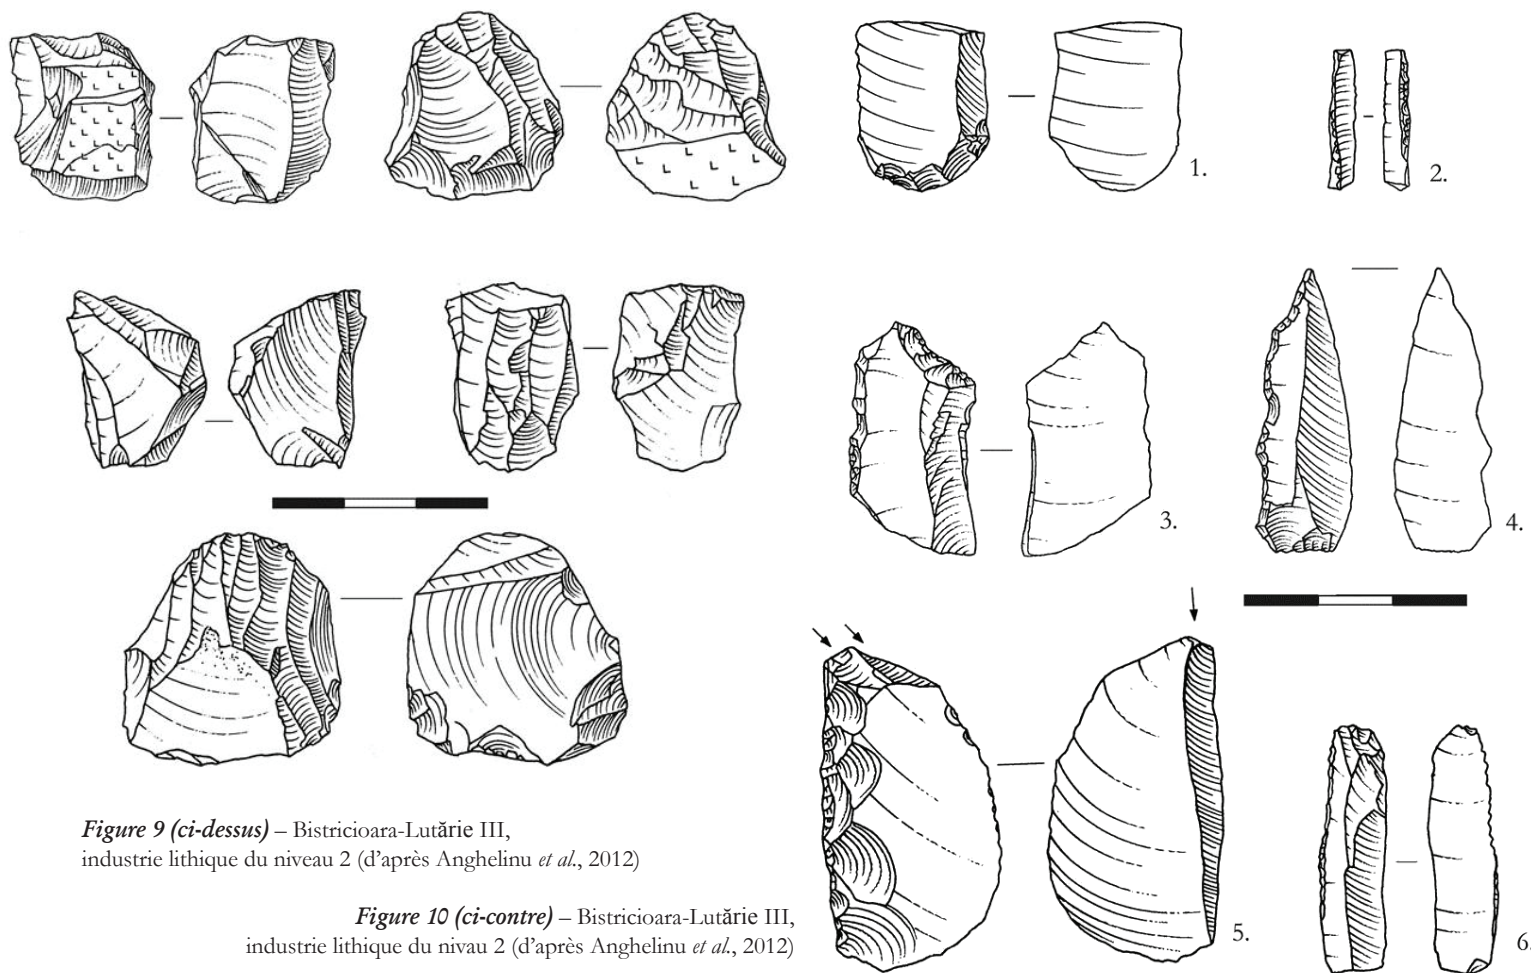 1.
2.
3.
4.
5.
6.
Figure 9 (ci-dessus) – Bistricioara-Lutărie III,
industrie lithique du niveau 2 (d’après Anghelinu et al., 2012)
Figure 10 (ci-contre) – Bistricioara-Lutărie III,
industrie lithique du nivau 2 (d’après Anghelinu et al., 2012)